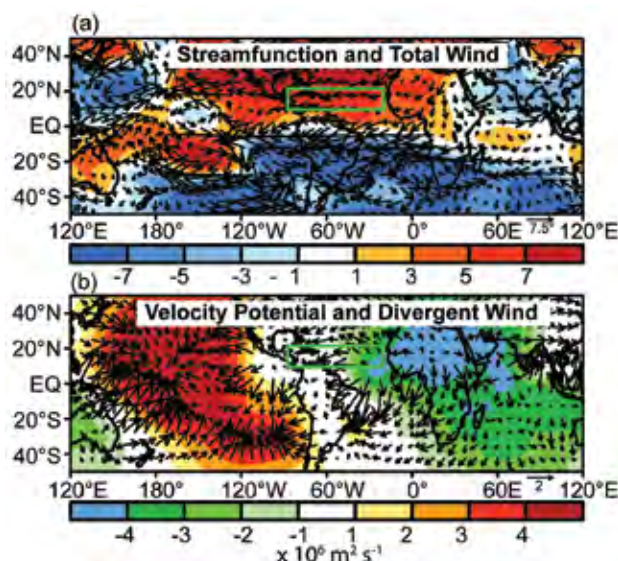 (a)
Streamfunction and Total Wind
40°N
20°N
EQ
20°S
40°S
120°E 180° 120°W 60°W 0° 60°E 7.5 120°E
-7 -5 -3 - 1 1 3 5 7
(b)
Velocity Potential and Divergent Wind
40°N
20°N
EQ
20°S
40°S
120°E 180° 120°W 60°W 0° 60°E 2 120°E
-4 -3 -2 -1 1 2 3 4
x 10⁶ m² s⁻¹